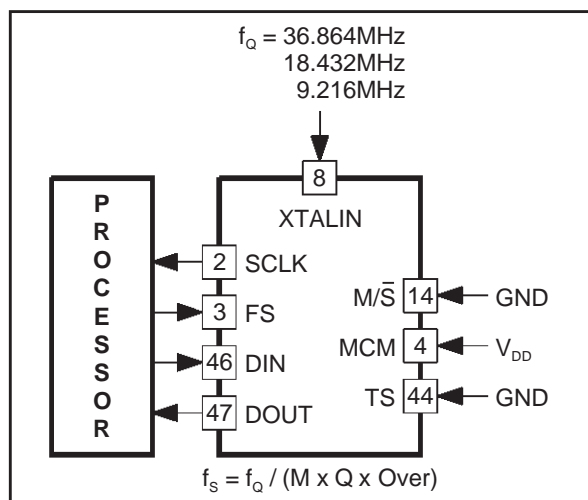 f_Q = 36.864MHz
18.432MHz
9.216MHz
8
XTALIN
PROCESSOR
2 SCLK
3 FS
46 DIN
47 DOUT
M/S̅ 14 GND
MCM 4 V_DD
TS 44 GND
f_S = f_Q / (M x Q x Over)